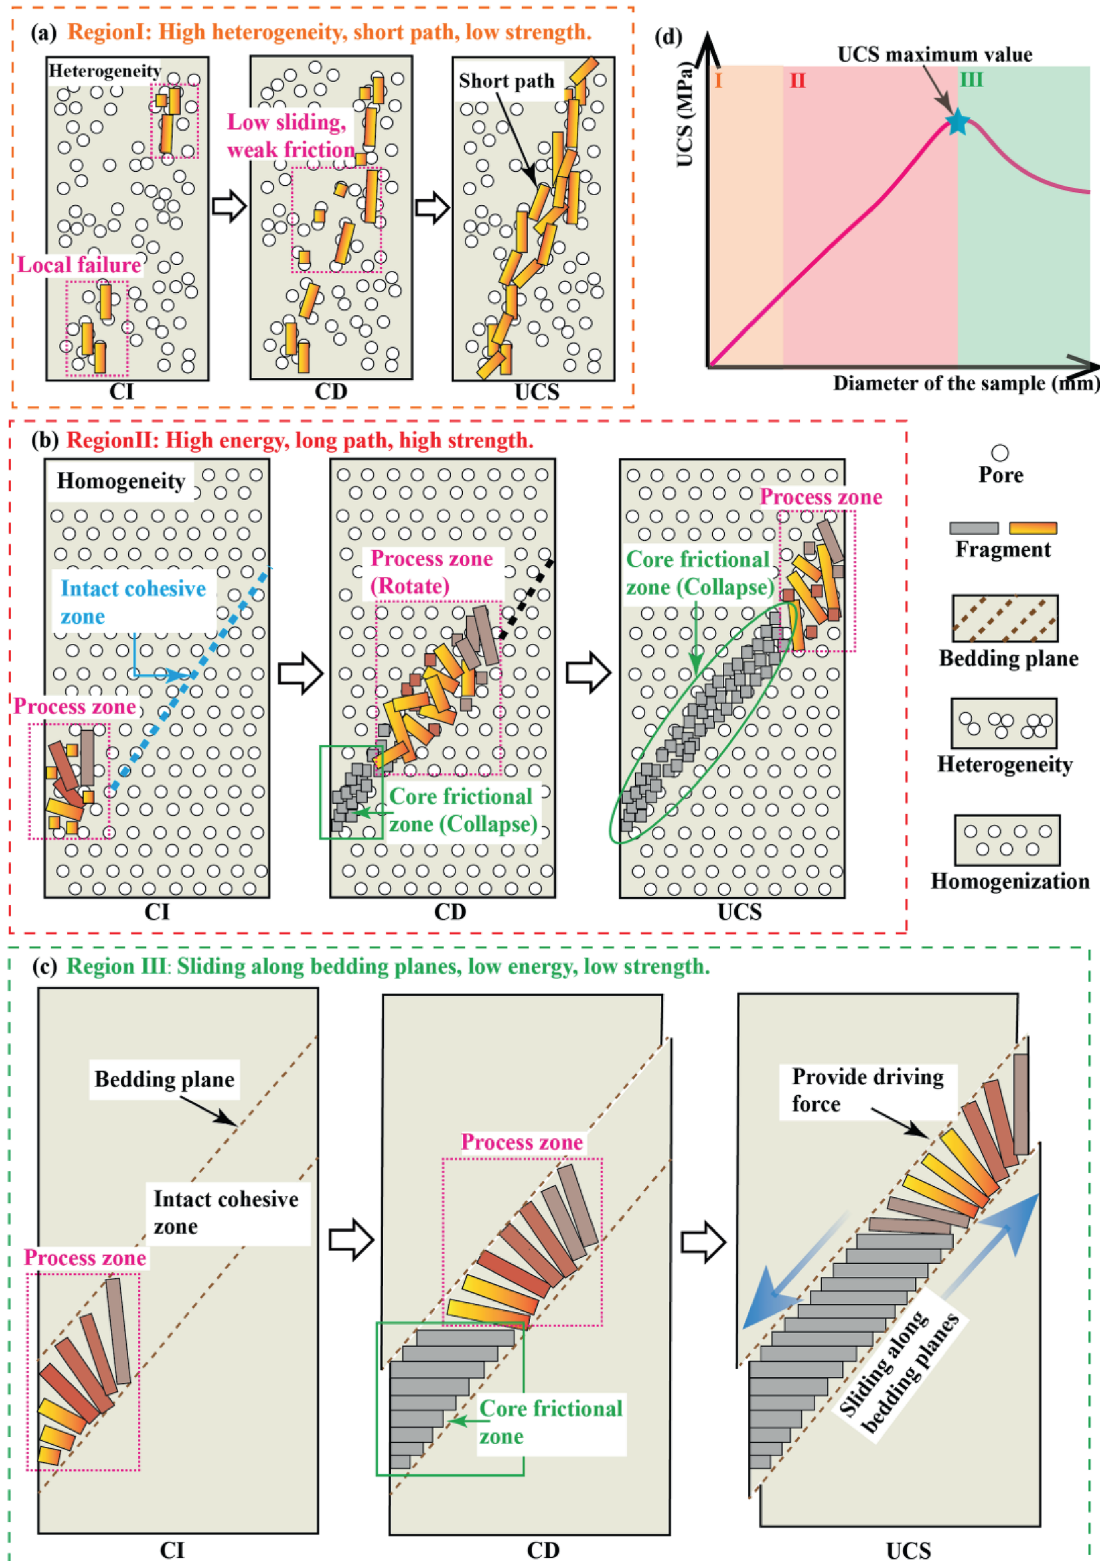 (a) RegionI: High heterogeneity, short path, low strength.
Heterogeneity
Local failure
CI
Low sliding,
weak friction
CD
Short path
UCS
(d)
UCS maximum
value
I
II
III
UCS (MPa)
Diameter of the sample (mm)
(b) RegionII: High energy, long path, high strength.
Homogeneity
Intact cohesive
zone
Process zone
CI
Process zone
(Rotate)
Core frictional
zone (Collapse)
CD
Process zone
Core frictional
zone (Collapse)
UCS
Pore
Fragment
Bedding plane
Heterogeneity
Homogenization
(c) Region III: Sliding along bedding planes, low energy, low strength.
Bedding plane
Intact cohesive
zone
Process zone
CI
Process zone
Core frictional
zone
CD
Provide driving
force
Sliding along
bedding planes
UCS